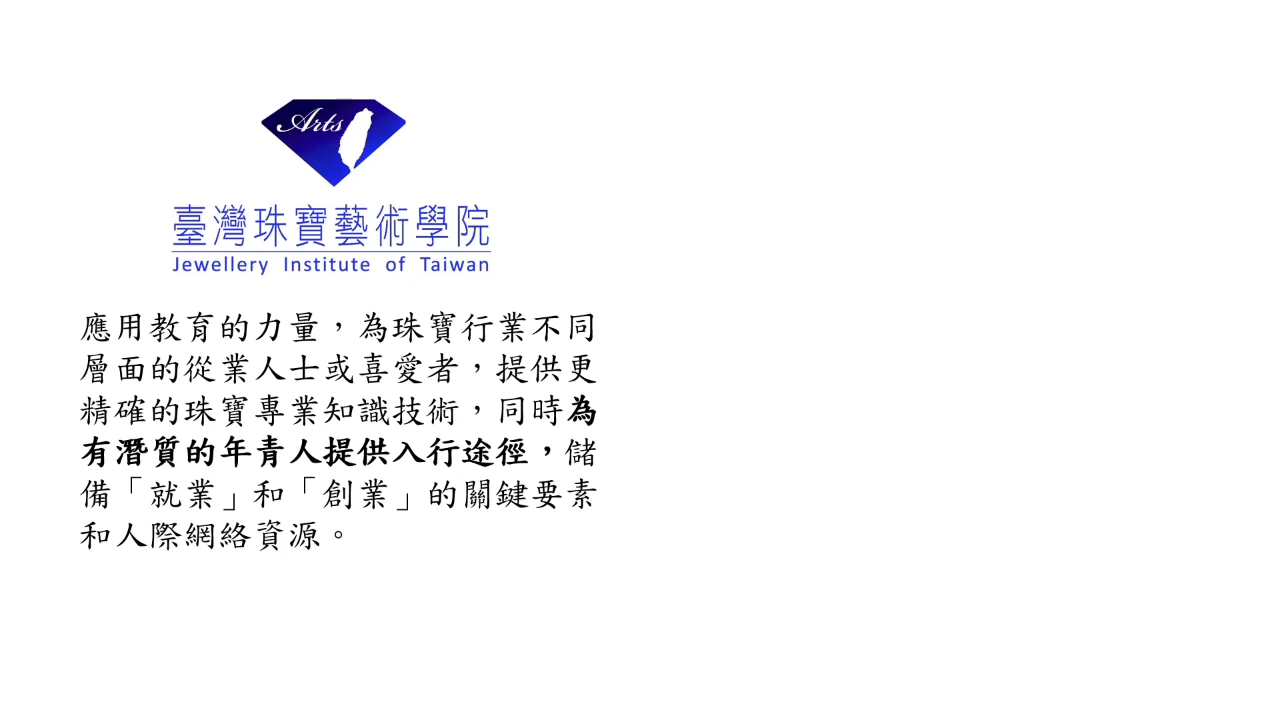 Arts
臺灣珠寶藝術學院
Jewellery Institute of Taiwan
應用教育的力量，為珠寶行業不同
層面的從業人士或喜愛者，提供更
精確的珠寶專業知識技術，同時為
有潛質的年青人提供入行途徑，儲
備「就業」和「創業」的關鍵要素
和人際網絡資源。